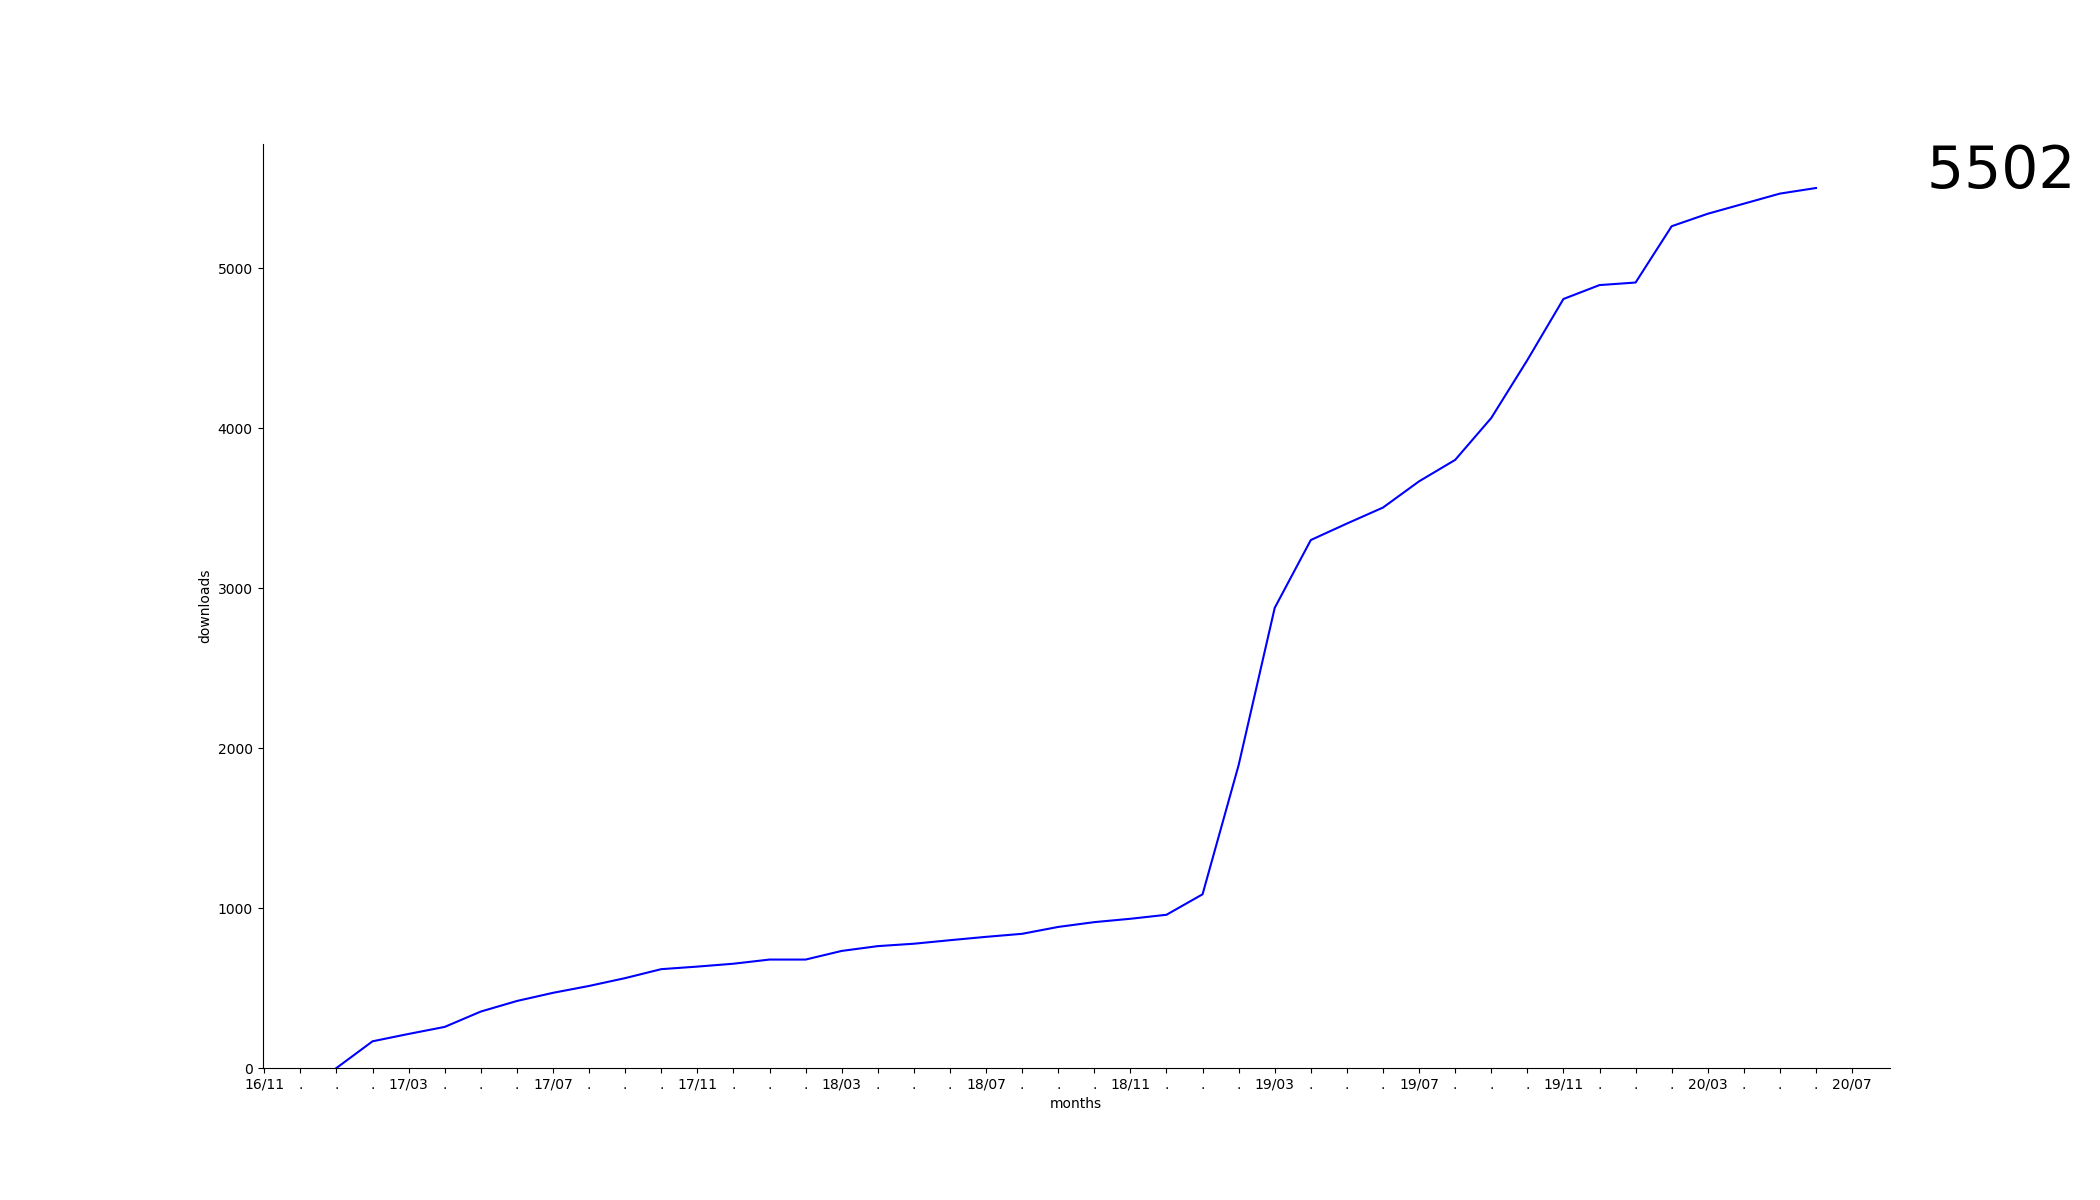 5502
5000
4000
3000
2000
1000
0
downloads
16/11 . . . 17/03 . . . 17/07 . . . 17/11 . . . 18/03 . . . 18/07 . . . 18/11 . . . 19/03 . . . 19/07 . . . 19/11 . . . 20/03 . . . 20/07
months